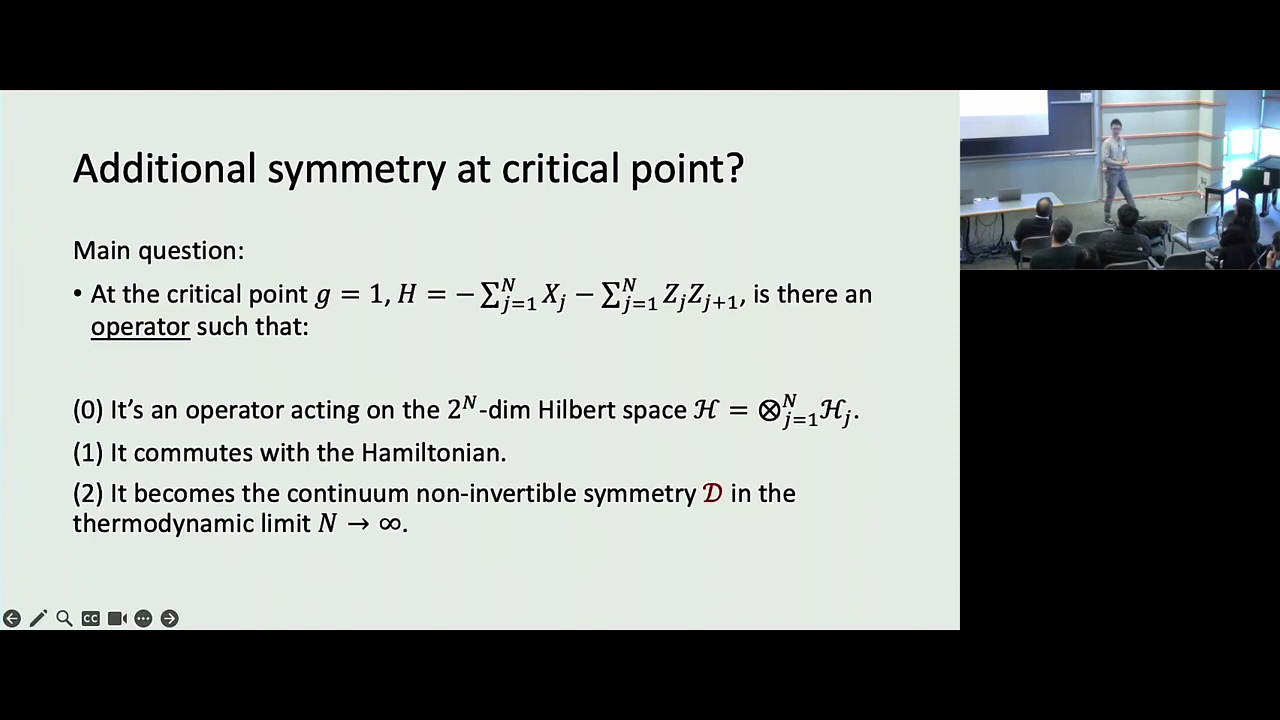 Additional symmetry at critical point?
Main question:
• At the critical point g = 1, H = −∑_{j=1}^{N} X_j − ∑_{j=1}^{N} Z_j Z_{j+1}, is there an
operator such that:
(0) It's an operator acting on the 2^N-dim Hilbert space ℋ = ⊗_{j=1}^{N} ℋ_j.
(1) It commutes with the Hamiltonian.
(2) It becomes the continuum non-invertible symmetry 𝒟 in the
thermodynamic limit N → ∞.
CC